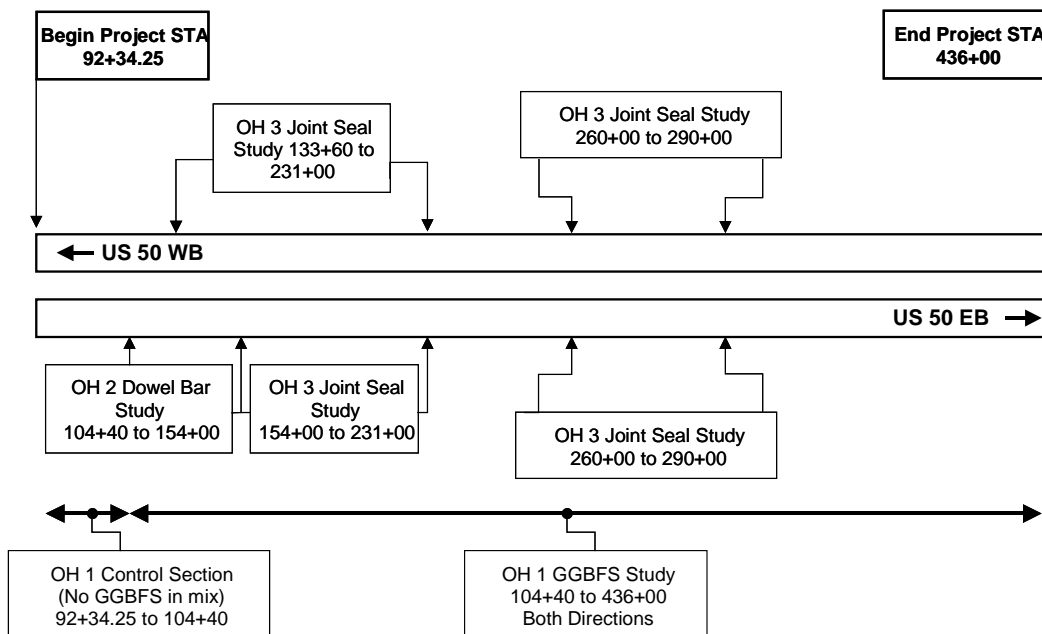 Begin Project STA
92+34.25
End Project STA
436+00
OH 3 Joint Seal
Study 133+60 to
231+00
OH 3 Joint Seal Study
260+00 to 290+00
US 50 WB
US 50 EB
OH 2 Dowel Bar
Study
104+40 to 154+00
OH 3 Joint Seal
Study
154+00 to 231+00
OH 3 Joint Seal Study
260+00 to 290+00
OH 1 Control Section
(No GGBFS in mix)
92+34.25 to 104+40
OH 1 GGBFS Study
104+40 to 436+00
Both Directions